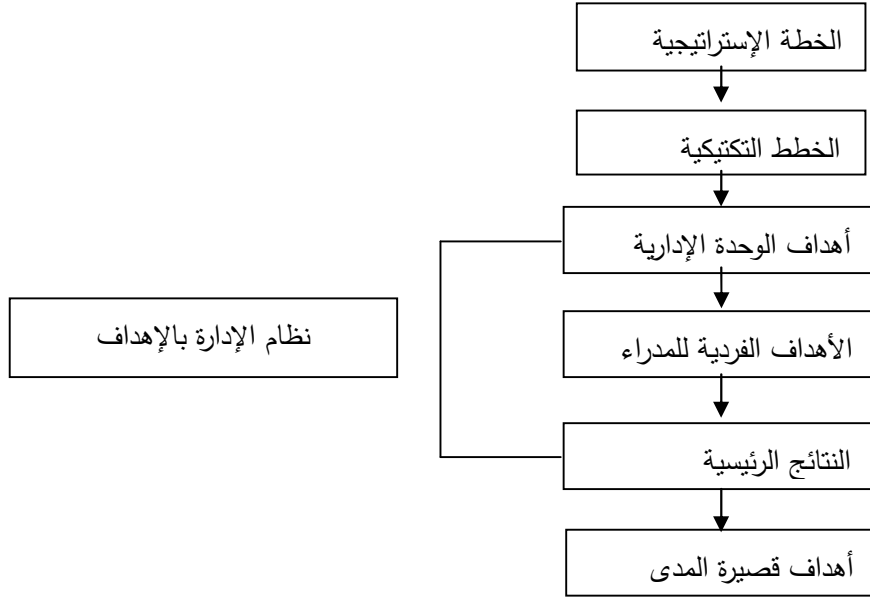 الخطة الإستراتيجية
الخطط التكتيكية
أهداف الوحدة الإدارية
نظام الإدارة بالإهداف
الأهداف الفردية للمدراء
النتائج الرئيسية
أهداف قصيرة المدى